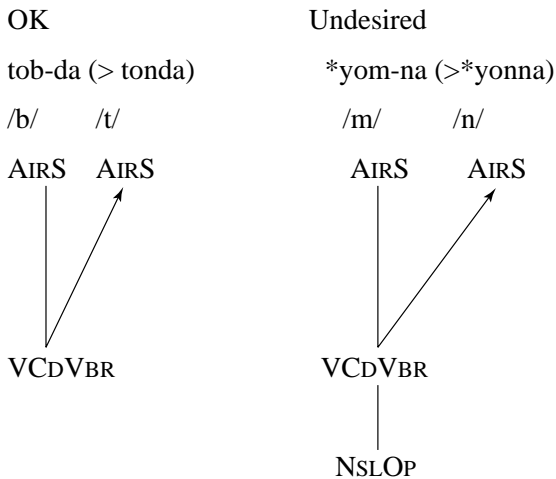 OK Undesired
tob-da (> tonda) *yom-na (>*yonna)
/b/ /t/ /m/ /n/
AIRS AIRS AIRS AIRS
VCDVBR VCDVBR
NSLOP